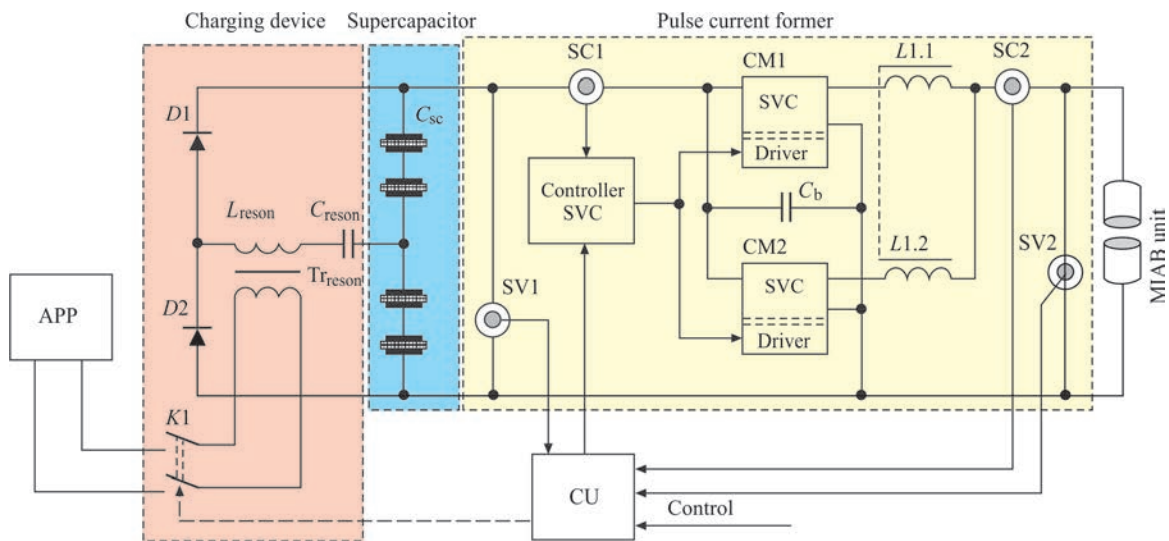 Charging device
Supercapacitor
Pulse current former
SC1
CM1
L1.1
SC2
SVC
D1
Csc
Driver
Controller
SVC
Lreson
Creson
Cb
MIAB unit
CM2
L1.2
SV2
Trreson
SV1
SVC
APP
D2
Driver
K1
CU
Control